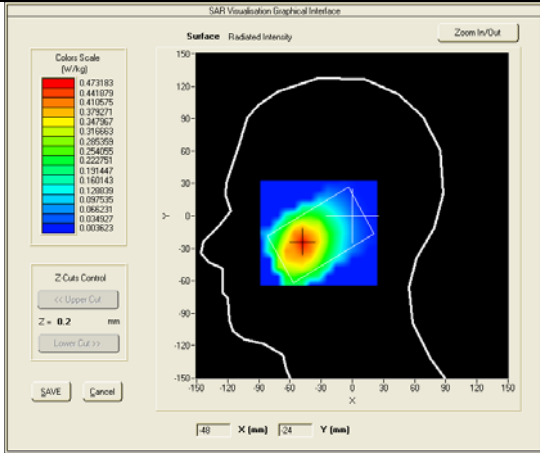 SAR Visualisation Graphical Interface
Surface Radiated Intensity
Zoom In/Out
Colors Scale
(W/kg)
0.473183
0.441879
0.410575
0.379271
0.347967
0.316663
0.285359
0.254055
0.222751
0.191447
0.160143
0.128839
0.097535
0.066231
0.034927
0.003623
Z-Cuts Control
<< Upper Cut
Z = 0.2 mm
Lower Cut >>
SAVE Cancel
150
120
90
60
30
0
-30
-60
-90
-120
-150
Y
-150 -120 -90 -60 -30 0 30 60 90 120 150
X
-48 X (mm) -24 Y (mm)